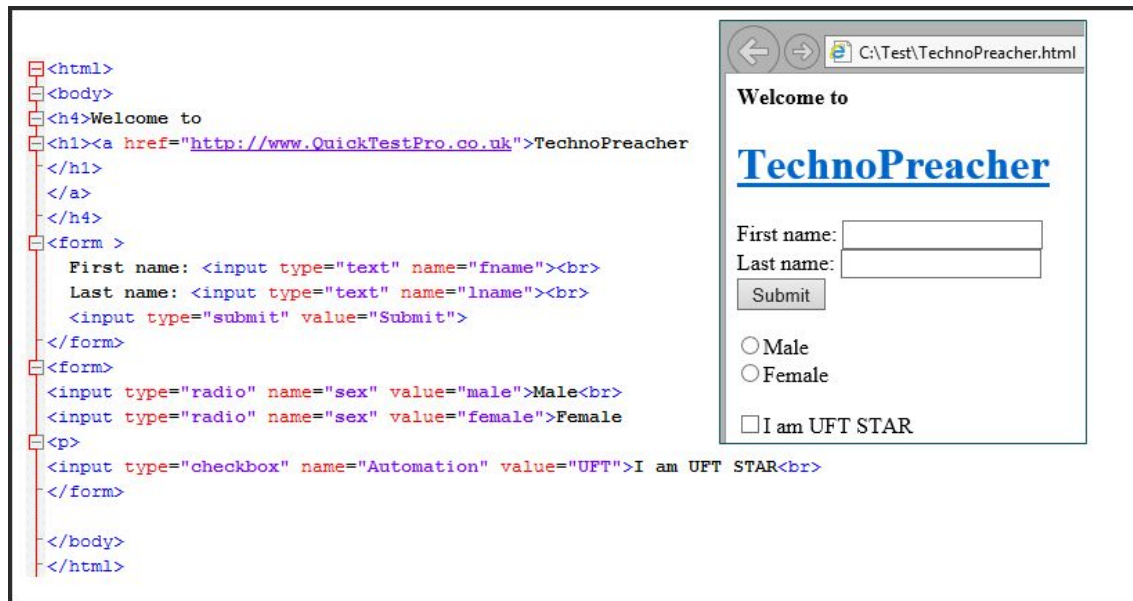 <html>
<body>
<h4>Welcome to
<h1><a href="http://www.QuickTestPro.co.uk">TechnoPreacher
</h1>
</a>
</h4>
<form >
First name: <input type="text" name="fname"><br>
Last name: <input type="text" name="lname"><br>
<input type="submit" value="Submit">
</form>
<form>
<input type="radio" name="sex" value="male">Male<br>
<input type="radio" name="sex" value="female">Female
<p>
<input type="checkbox" name="Automation" value="UFT">I am UFT STAR<br>
</form>
</body>
</html>
C:\Test\TechnoPreacher.html
Welcome to
TechnoPreacher
First name:
Last name:
Submit
Male
Female
I am UFT STAR